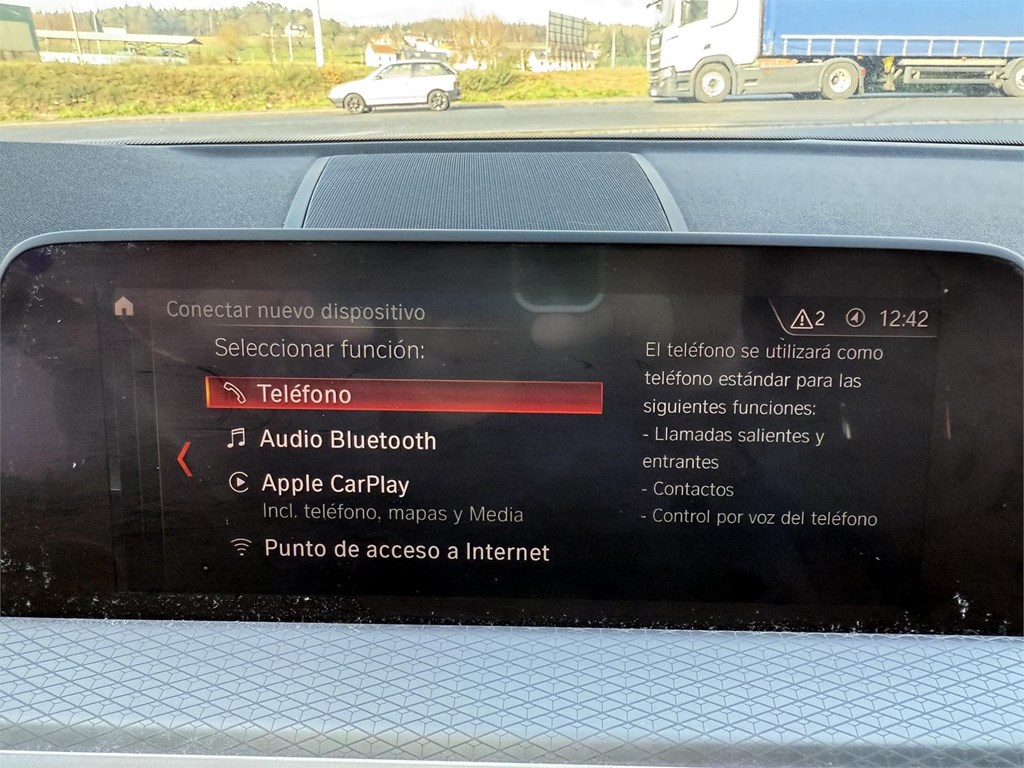 Conectar nuevo dispositivo
2 12:42
Seleccionar función:
Teléfono
Audio Bluetooth
Apple CarPlay
Incl. teléfono, mapas y Media
Punto de acceso a Internet
El teléfono se utilizará como
teléfono estándar para las
siguientes funciones:
- Llamadas salientes y
entrantes
- Contactos
- Control por voz del teléfono